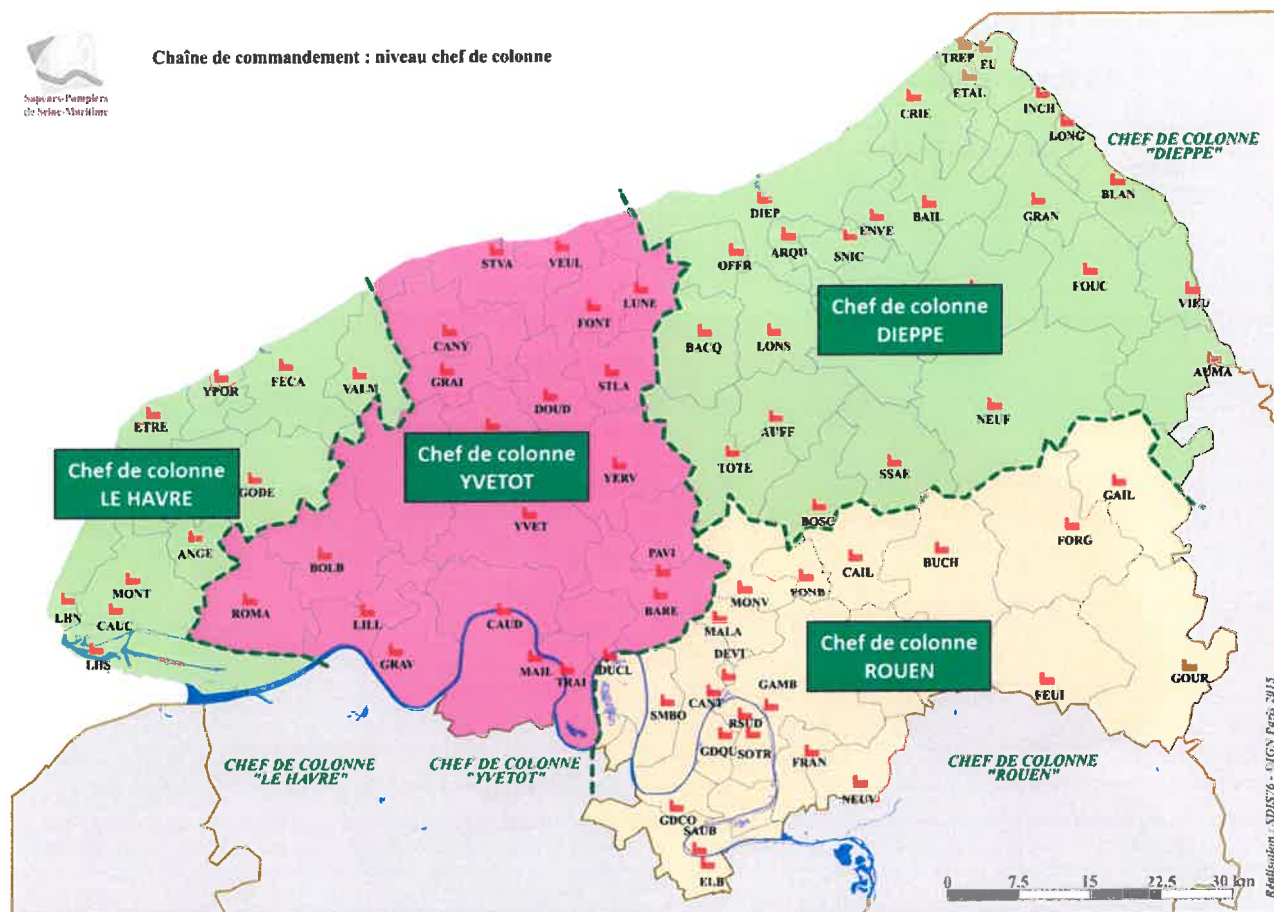 Chaîne de commandement : niveau chef de colonne
Sapeurs-Pompiers
de Seine-Maritime
TREP
EU
ETAL
CRIE
INCH
LONG
CHEF DE COLONNE
"DIEPPE"
BLAN
DIEP
ENVE
BAIL
GRAN
STVA
VEUL
OFFR
ARQU
SNIC
FOUC
LUNE
Chef de colonne
DIEPPE
FONT
CANY
BACQ
LONS
AUMA
YPOR
FECA
VALM
GRAI
STLA
DOUD
ETRE
AUFF
NEUF
Chef de colonne
LE HAVRE
Chef de colonne
YVETOT
TOTE
YERV
SSAE
GODE
GAIL
BOSC
YVET
ANGE
FORG
BOLB
PAVI
CAIL
BUCH
MONT
MONV
ROMA
LILL
BARE
LHN
CAUC
CAUD
MALA
Chef de colonne
ROUEN
LHS
GRAV
MAIL
TRAI
DUCL
DEVI
GAMB
FEUI
GOUR
SMBO
CANT
RSUD
GDQU
SOTR
FRAN
CHEF DE COLONNE
"LE HAVRE"
CHEF DE COLONNE
"YVETOT"
CHEF DE COLONNE
"ROUEN"
NEUV
GDCO
SAUB
ELB
0 7.5 15 22.5 30 km
Réalisation : SDIS76 - ©IGN Paris 2015